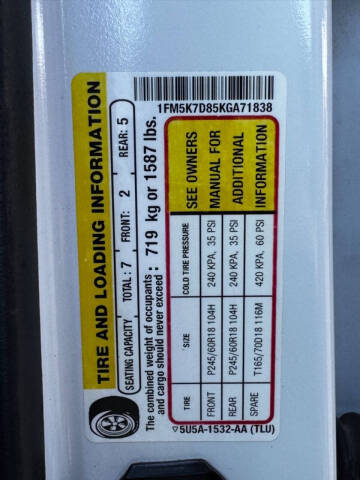 1FM5K7D85KGA71838
TIRE AND LOADING INFORMATION
SEATING CAPACITY TOTAL : 7 FRONT: 2 REAR: 5
The combined weight of occupants and cargo should never exceed : 719 kg or 1587 lbs.
TIRE SIZE COLD TIRE PRESSURE SEE OWNERS
FRONT P245/60R18 104H 240 KPA, 35 PSI MANUAL FOR
REAR P245/60R18 104H 240 KPA, 35 PSI ADDITIONAL
SPARE T165/70D18 116M 420 KPA, 60 PSI INFORMATION
▽5U5A-1532-AA (TLU)